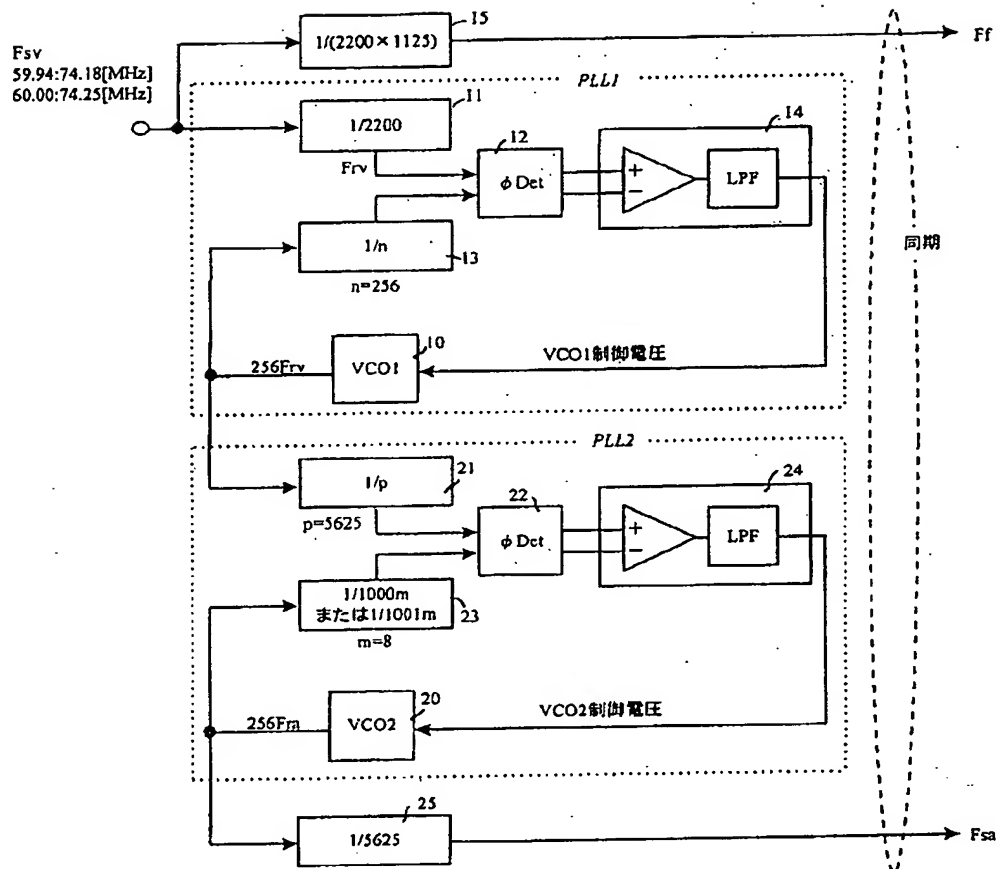 15
1/(2200×1125)
Ff
Fsv
59.94:74.18[MHz]
60.00:74.25[MHz]
PLL1
11
1/2200
Frv
12
φ Det
14
+
−
LPF
1/n
13
n=256
同期
10
VCO1
256Frv
VCO1制御電圧
PLL2
21
1/p
p=5625
22
φ Det
24
+
−
LPF
1/1000m
または1/1001m
23
m=8
20
VCO2
256Fra
VCO2制御電圧
25
1/5625
Fsa